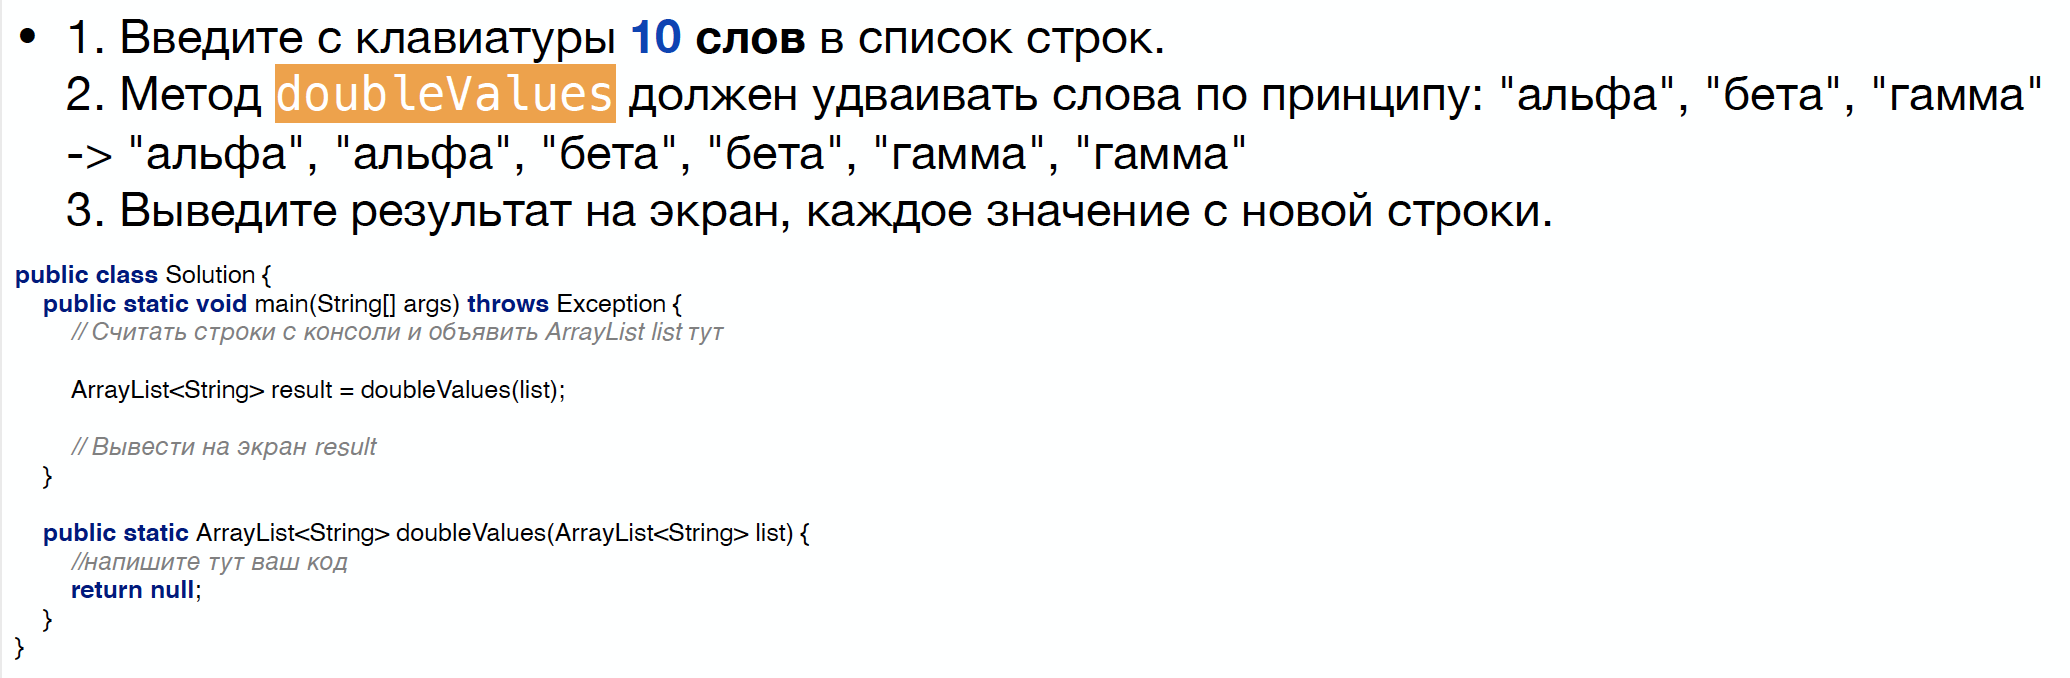 • 1. Введите с клавиатуры 10 слов в список строк.
2. Метод doubleValues должен удваивать слова по принципу: "альфа", "бета", "гамма"
-> "альфа", "альфа", "бета", "бета", "гамма", "гамма"
3. Выведите результат на экран, каждое значение с новой строки.
public class Solution {
    public static void main(String[] args) throws Exception {
        // Считать строки с консоли и объявить ArrayList list тут
        ArrayList<String> result = doubleValues(list);
        // Вывести на экран result
    }
    public static ArrayList<String> doubleValues(ArrayList<String> list) {
        //напишите тут ваш код
        return null;
    }
}